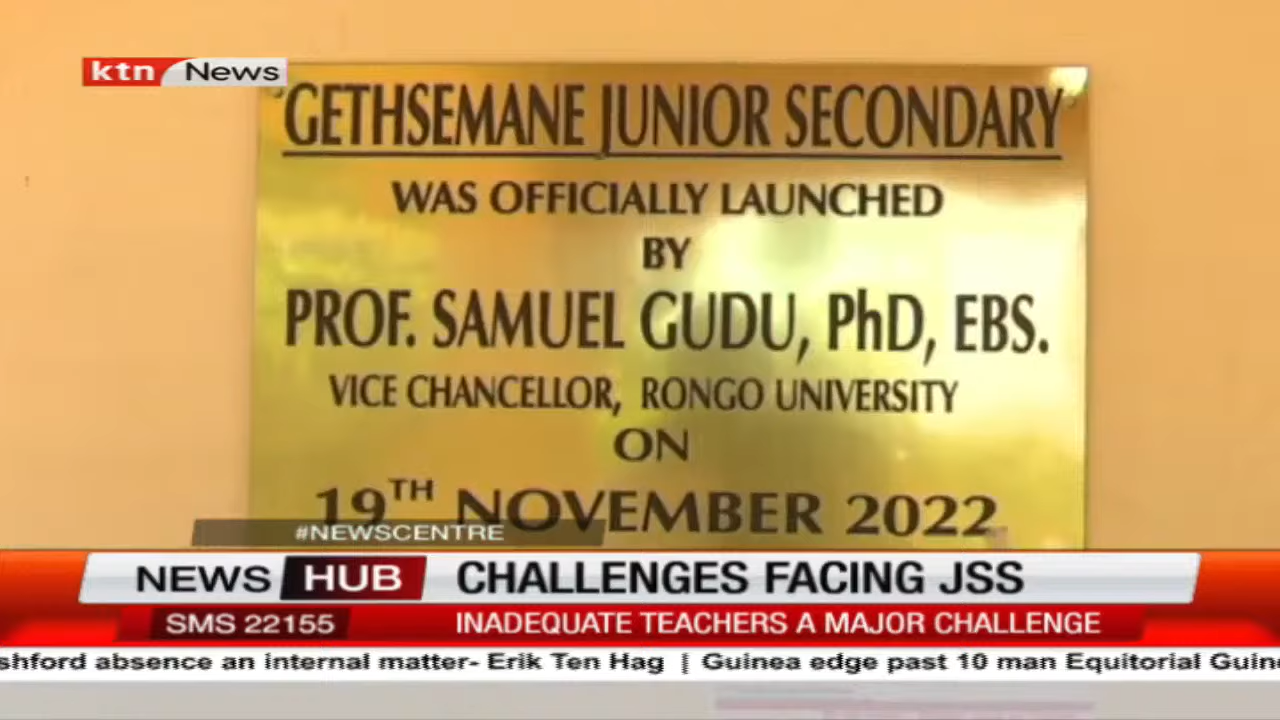 ktn News
GETHSEMANE JUNIOR SECONDARY
WAS OFFICIALLY LAUNCHED
BY
PROF. SAMUEL GUDU, PhD, EBS.
VICE CHANCELLOR, RONGO UNIVERSITY
ON
19TH NOVEMBER 2022
#NEWSCENTRE
NEWS HUB CHALLENGES FACING JSS
SMS 22155 INADEQUATE TEACHERS A MAJOR CHALLENGE
shford absence an internal matter- Erik Ten Hag | Guinea edge past 10 man Equitorial Guin